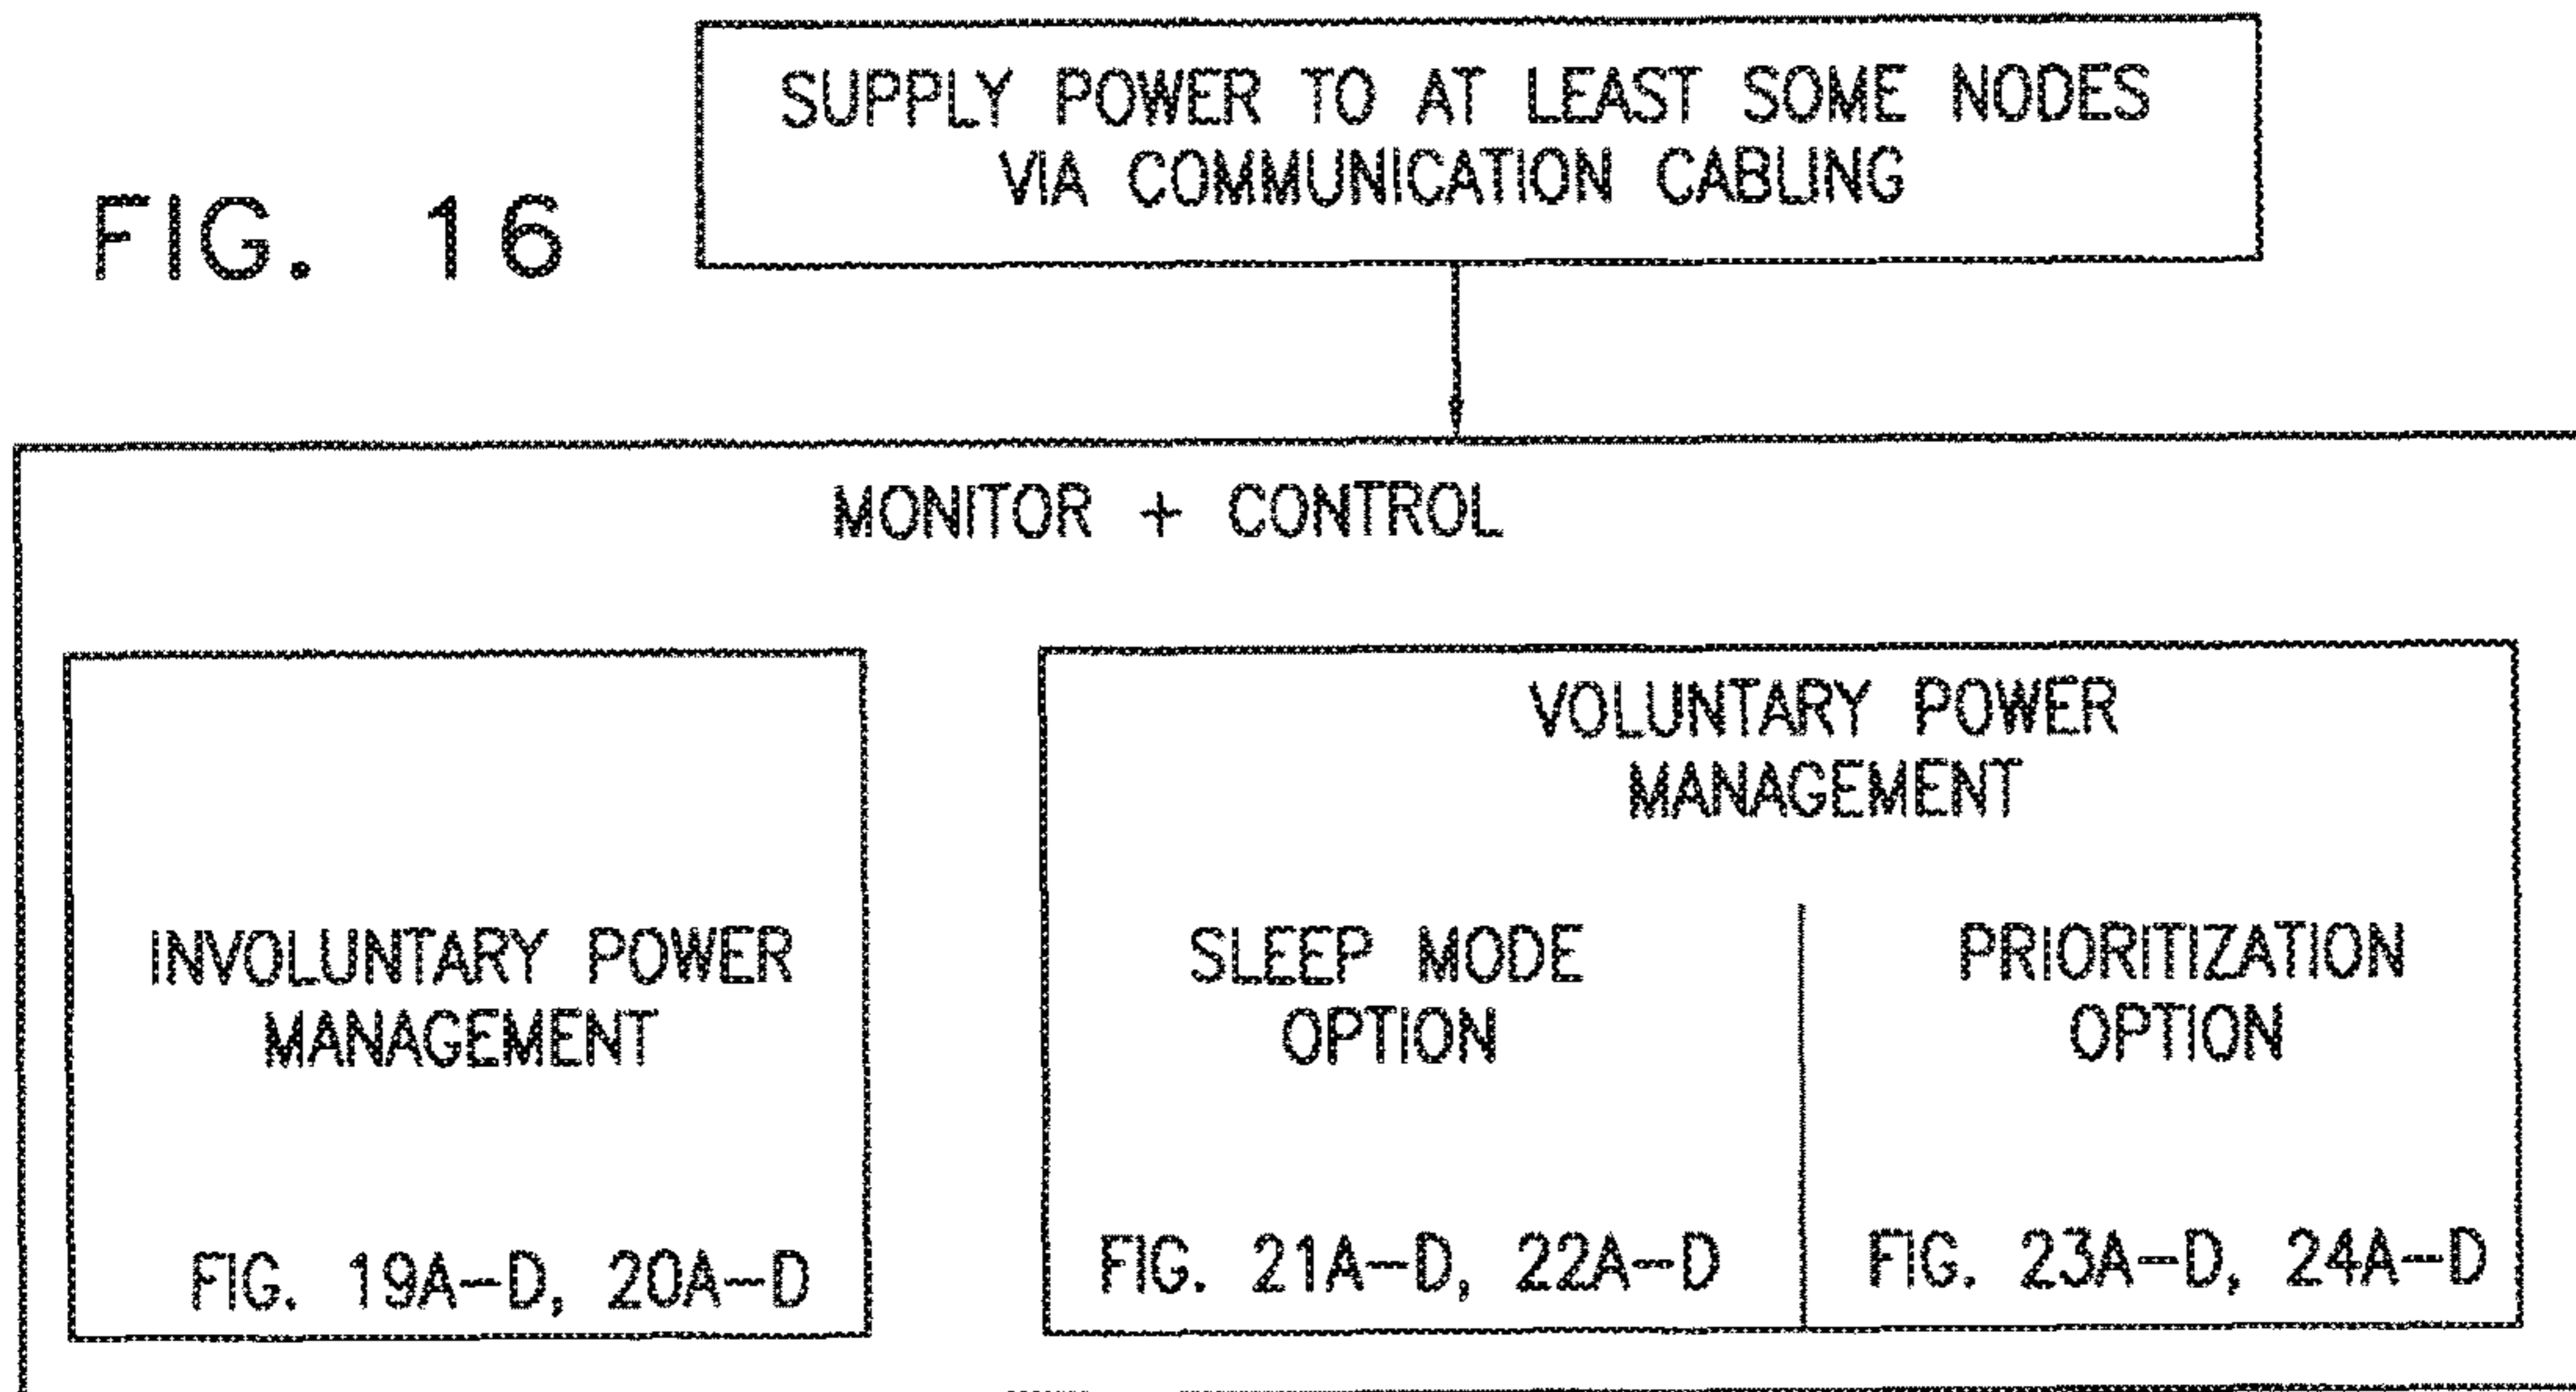 FIG. 16
SUPPLY POWER TO AT LEAST SOME NODES
VIA COMMUNICATION CABLING
MONITOR + CONTROL
INVOLUNTARY POWER
MANAGEMENT
FIG. 19A-D, 20A-D
VOLUNTARY POWER
MANAGEMENT
SLEEP MODE
OPTION
FIG. 21A-D, 22A-D
PRIORITIZATION
OPTION
FIG. 23A-D, 24A-D